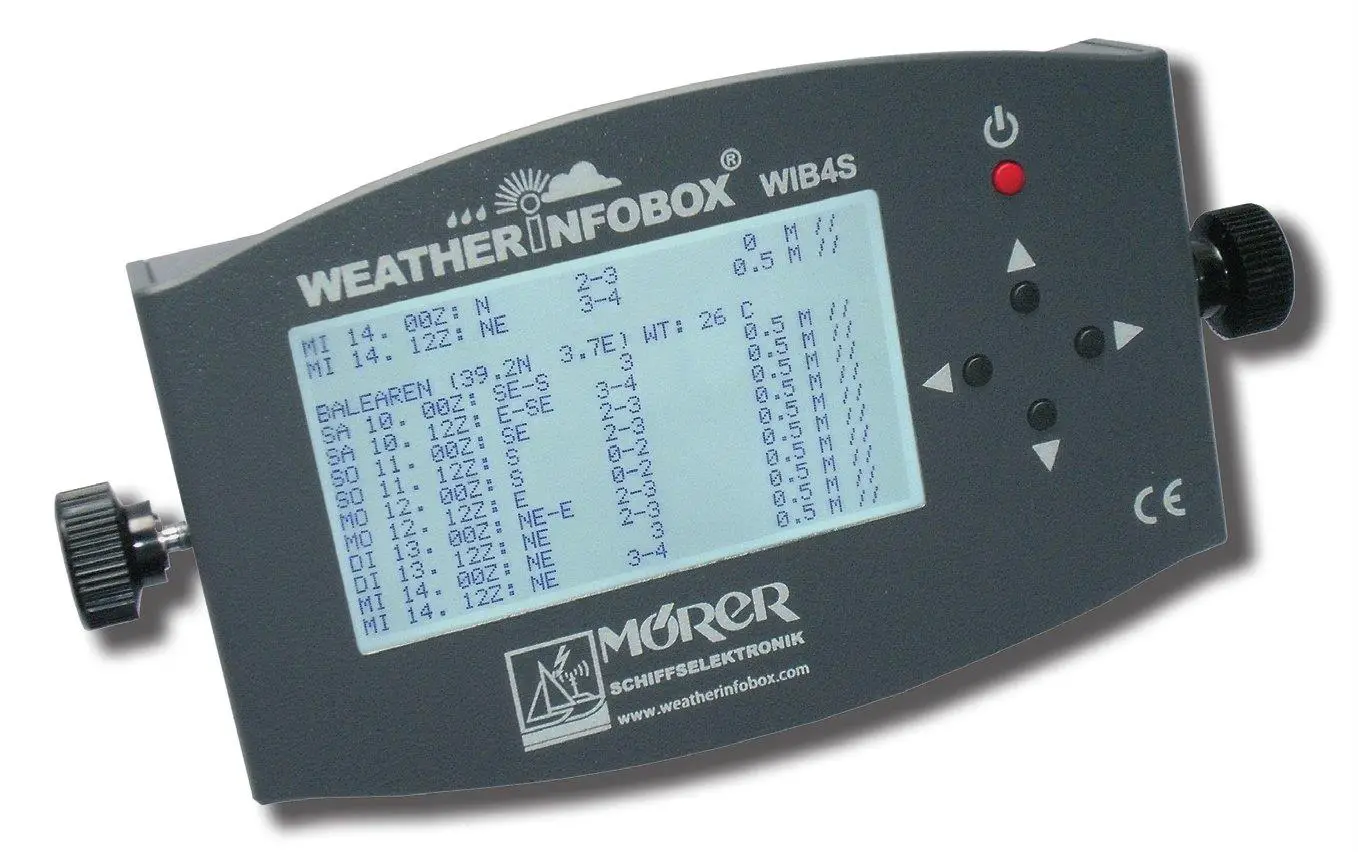 WEATHERINFOBOX® WIB4S
MI 14. 00Z: N 2-3 0 M //
MI 14. 12Z: NE 3-4 0.5 M //
BALEAREN (39.2N 3.7E) WT: 26 C
SA 10. 00Z: SE-S 3 0.5 M //
SA 10. 12Z: E-SE 3-4 0.5 M //
SO 11. 00Z: SE 2-3 0.5 M //
SO 11. 12Z: S 2-3 0.5 M //
MO 12. 00Z: S 0-2 0.5 M //
MO 12. 12Z: E 0-2 0.5 M //
DI 13. 00Z: NE-E 2-3 0.5 M //
DI 13. 12Z: NE 2-3 0.5 M //
MI 14. 00Z: NE 3 0.5 M //
MI 14. 12Z: NE 3-4 0.5 M //
CE
MÖRER
SCHIFFSELEKTRONIK
www.weatherinfobox.com